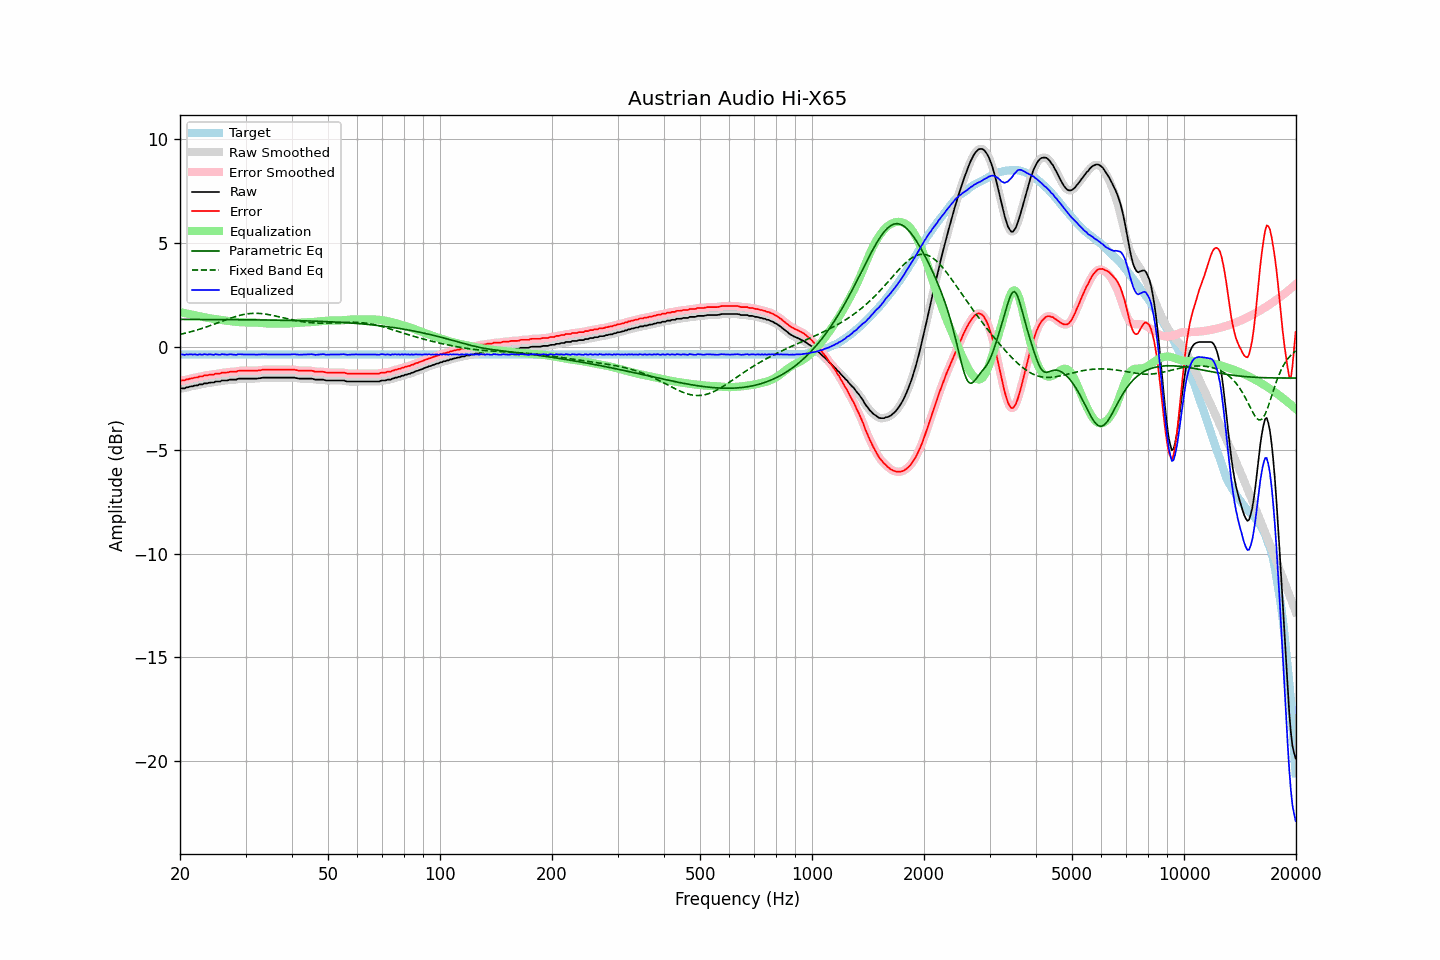 Austrian Audio Hi-X65
Target
Raw Smoothed
Error Smoothed
Raw
Error
Equalization
Parametric Eq
Fixed Band Eq
Equalized
10
5
0
−5
−10
−15
−20
Amplitude (dBr)
20
50
100
200
500
1000
2000
5000
10000
20000
Frequency (Hz)